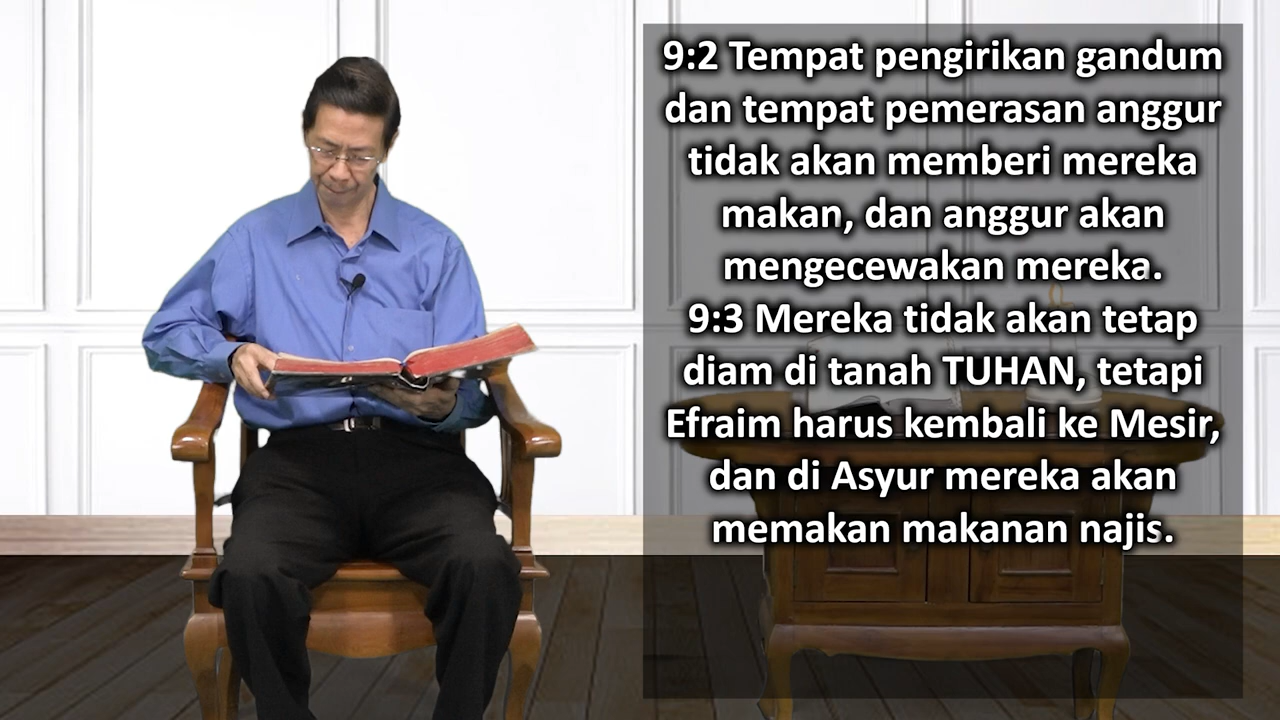 9:2 Tempat pengirikan gandum
dan tempat pemerasan anggur
tidak akan memberi mereka
makan, dan anggur akan
mengecewakan mereka.
9:3 Mereka tidak akan tetap
diam di tanah TUHAN, tetapi
Efraim harus kembali ke Mesir,
dan di Asyur mereka akan
memakan makanan najis.